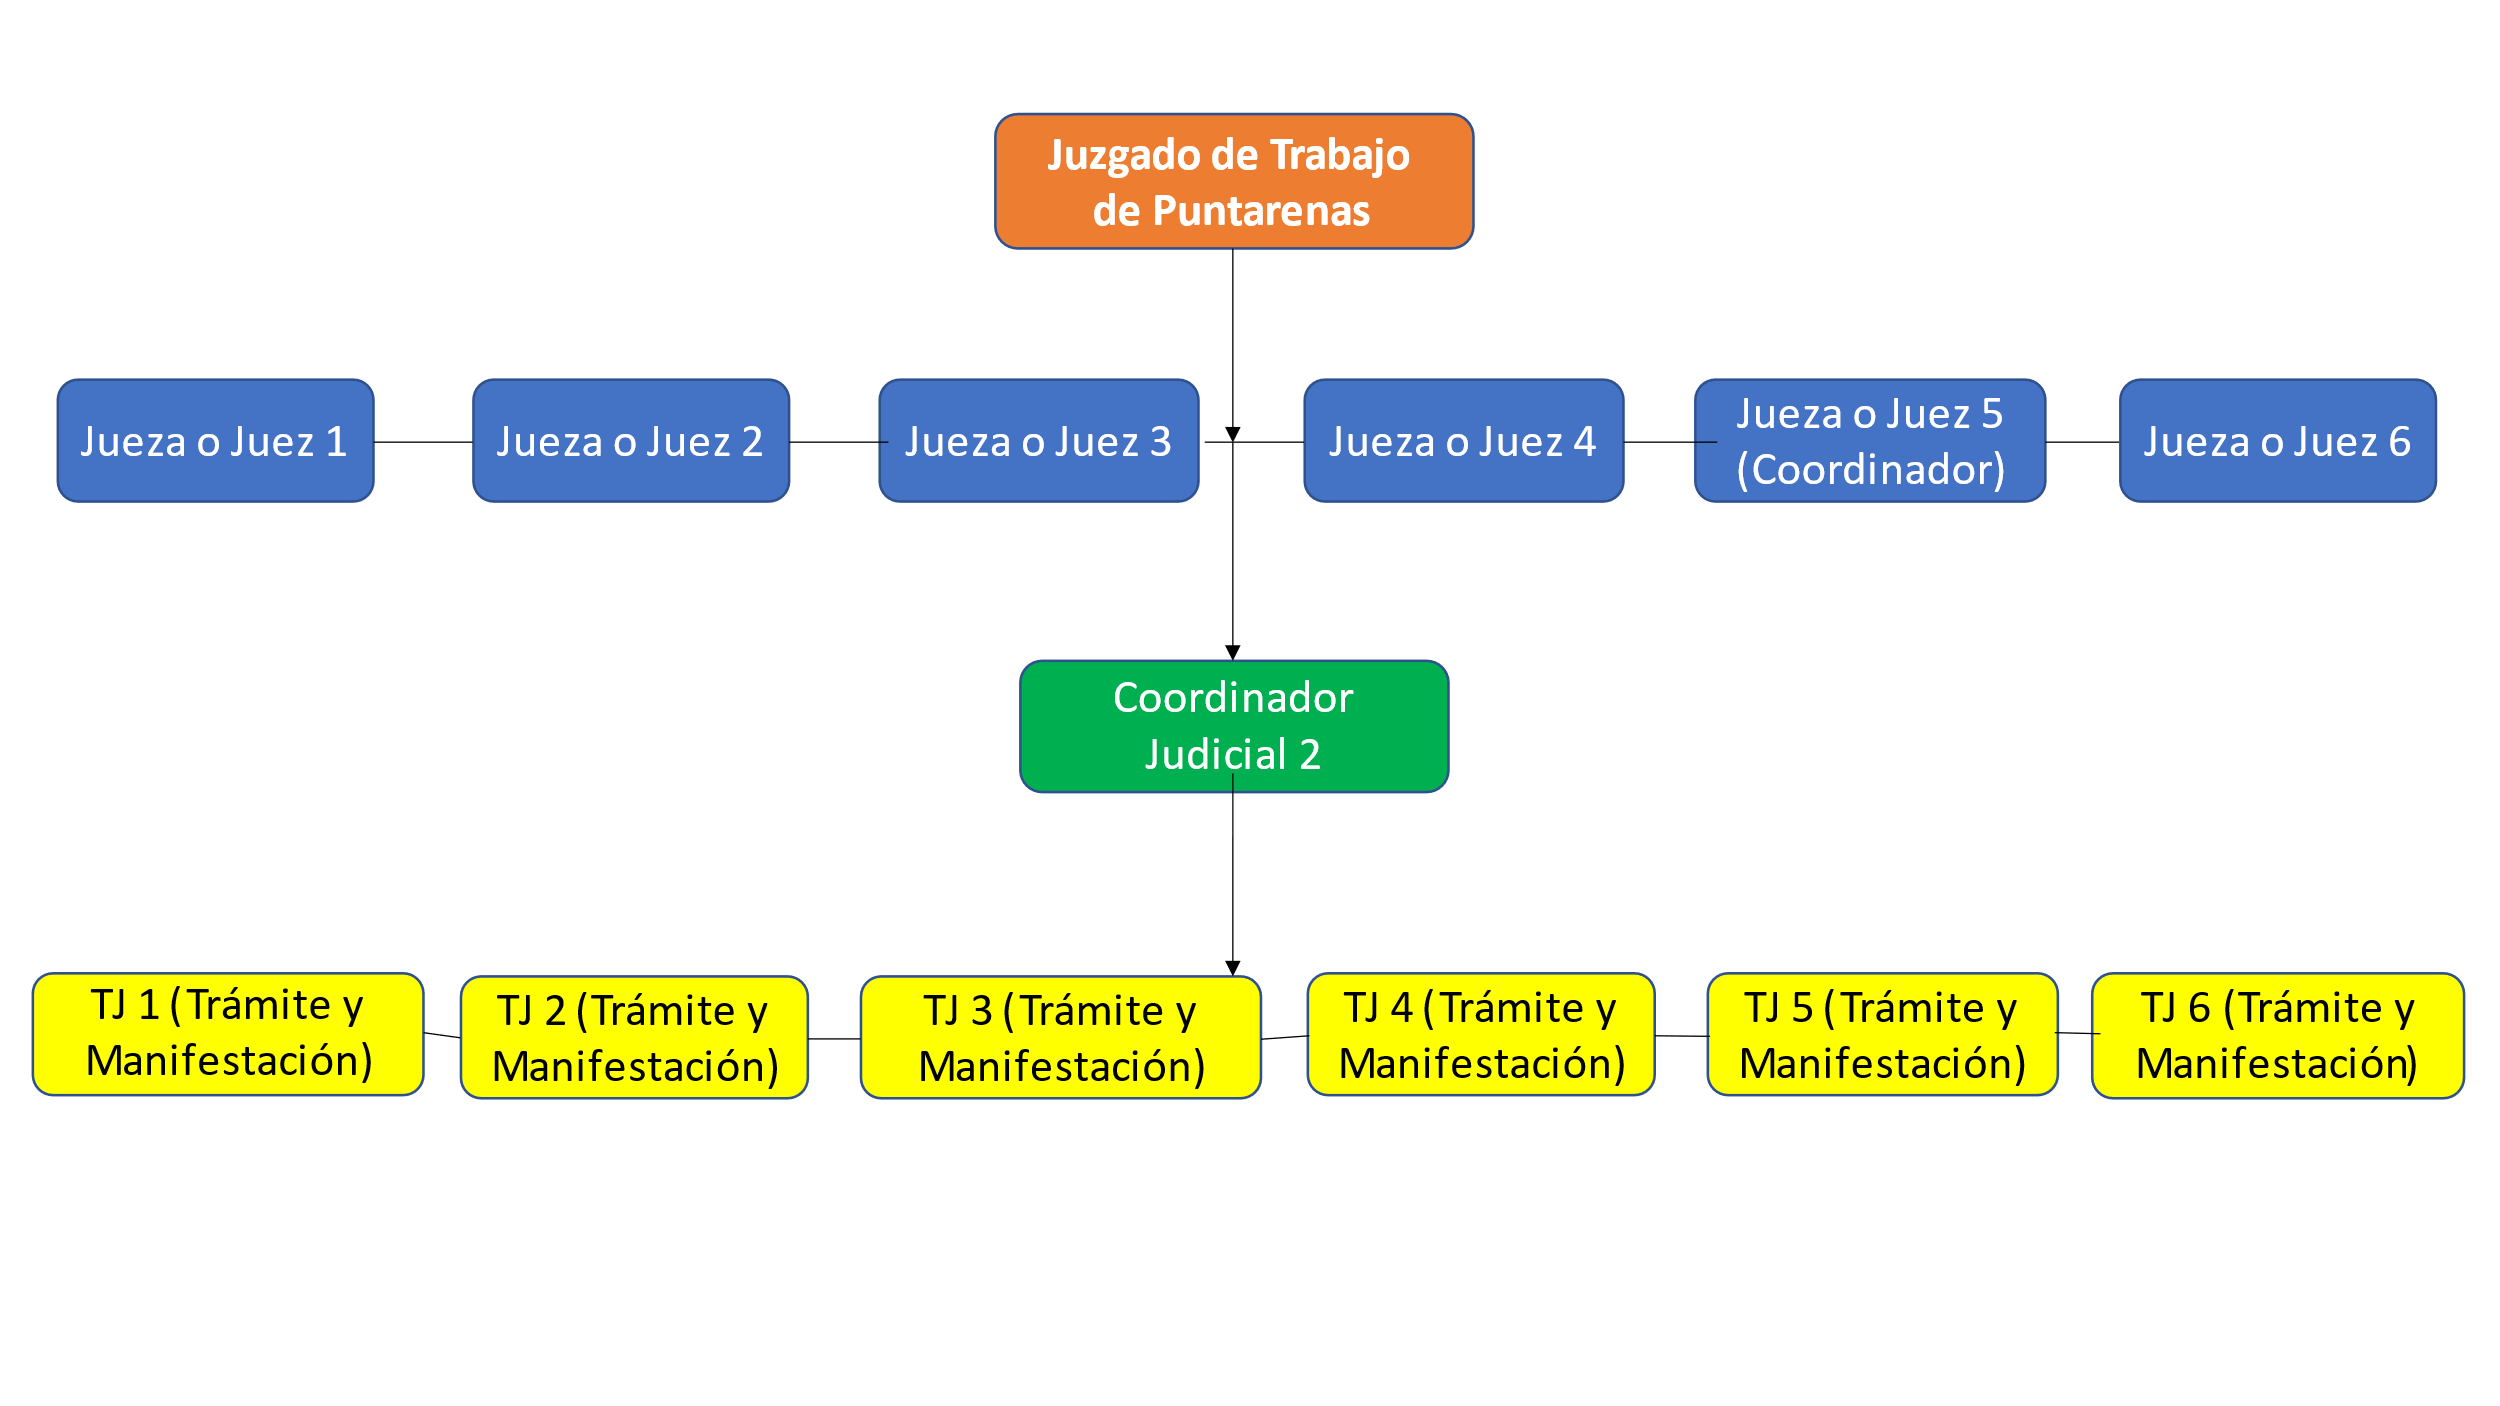 Juzgado de Trabajo
de Puntarenas
Jueza o Juez 1
Jueza o Juez 2
Jueza o Juez 3
Jueza o Juez 4
Jueza o Juez 5
(Coordinador)
Jueza o Juez 6
Coordinador
Judicial 2
TJ 1 (Trámite y
Manifestación)
TJ 2 (Trámite y
Manifestación)
TJ 3 (Trámite y
Manifestación)
TJ 4 (Trámite y
Manifestación)
TJ 5 (Trámite y
Manifestación)
TJ 6 (Trámite y
Manifestación)